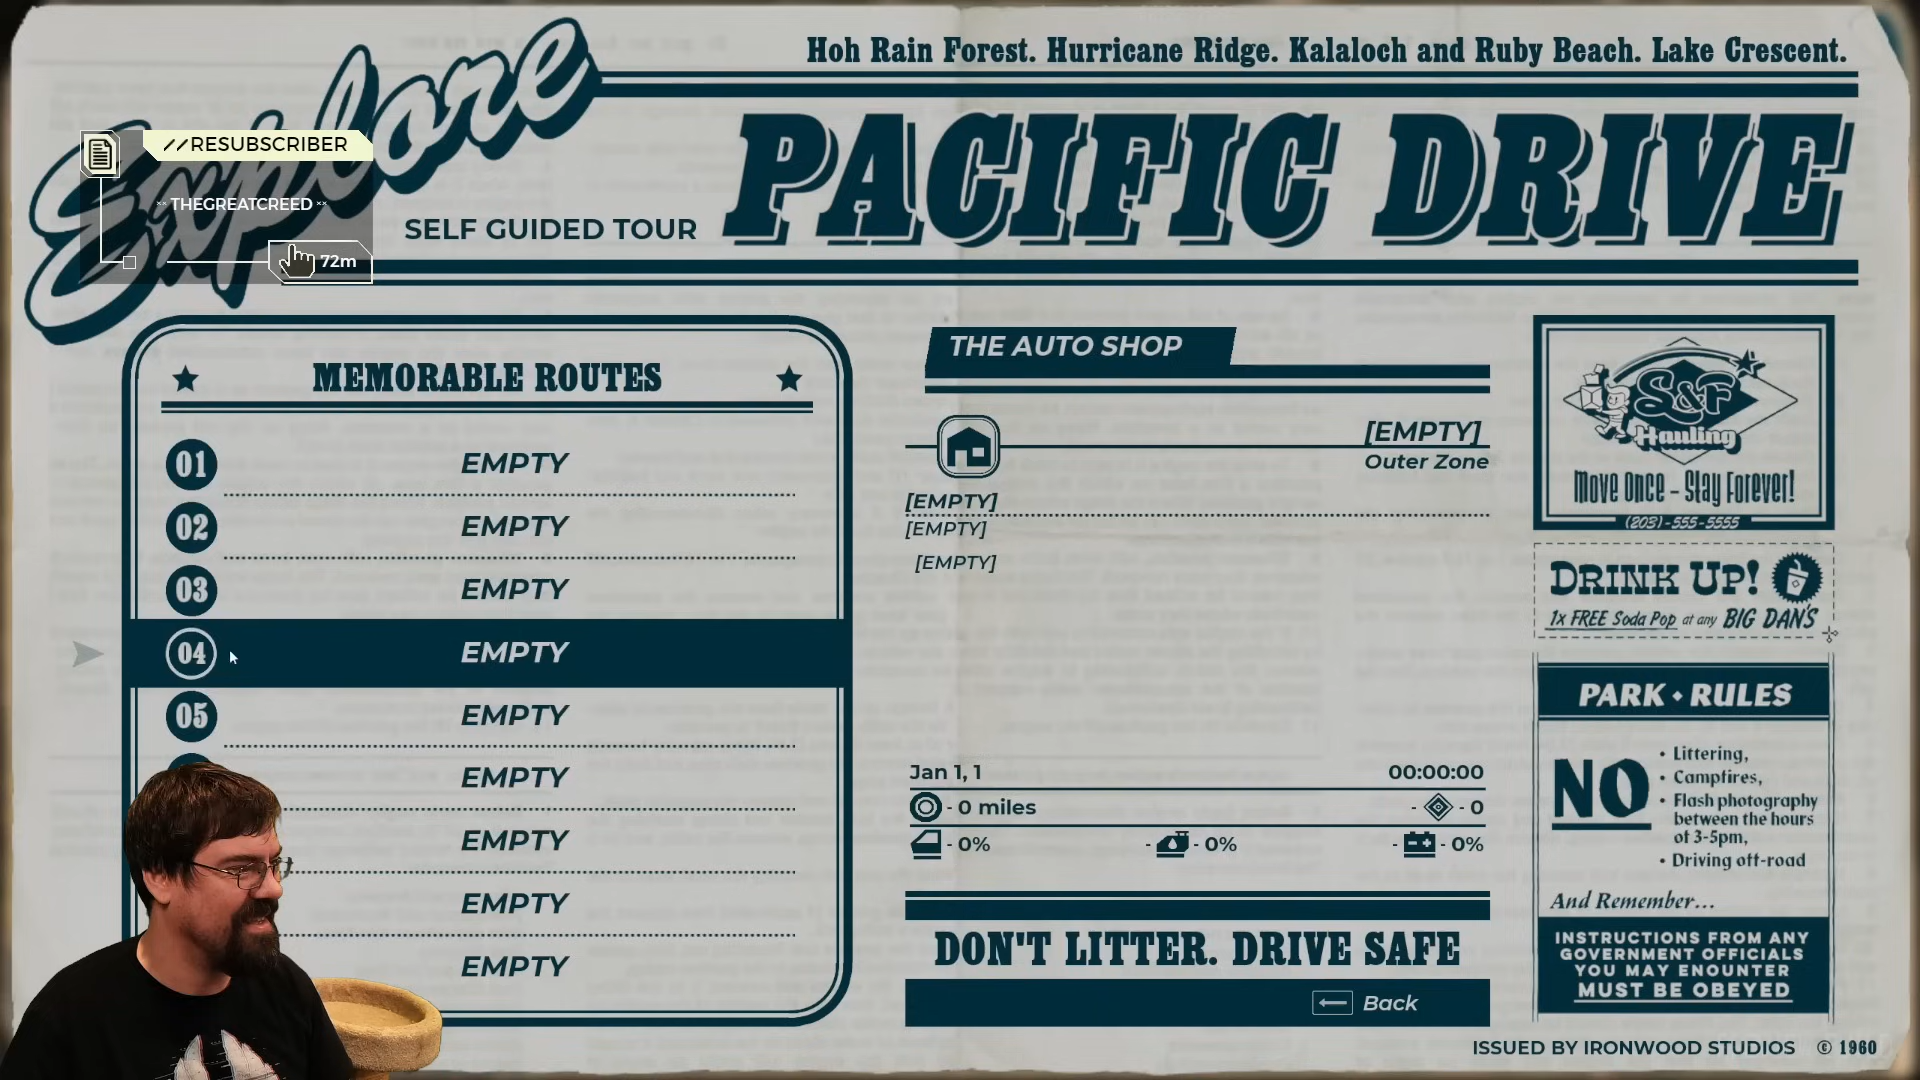 Explore
Hoh Rain Forest. Hurricane Ridge. Kalaloch and Ruby Beach. Lake Crescent.
//RESUBSCRIBER
THEGREATCREED
72m
SELF GUIDED TOUR
PACIFIC DRIVE
MEMORABLE ROUTES
01 EMPTY
02 EMPTY
03 EMPTY
04 EMPTY
05 EMPTY
EMPTY
EMPTY
EMPTY
EMPTY
THE AUTO SHOP
[EMPTY]
Outer Zone
[EMPTY]
[EMPTY]
[EMPTY]
Jan 1, 1 00:00:00
- 0 miles - - 0
- 0% - - 0% - - 0%
DON'T LITTER. DRIVE SAFE
Back
S&F
Hauling
Move Once - Stay Forever!
(203)-555-5555
DRINK UP!
1x FREE Soda Pop at any BIG DAN'S
PARK • RULES
NO
• Littering,
• Campfires,
• Flash photography
between the hours
of 3-5pm,
• Driving off-road
And Remember...
INSTRUCTIONS FROM ANY
GOVERNMENT OFFICIALS
YOU MAY ENOUNTER
MUST BE OBEYED
ISSUED BY IRONWOOD STUDIOS © 1960